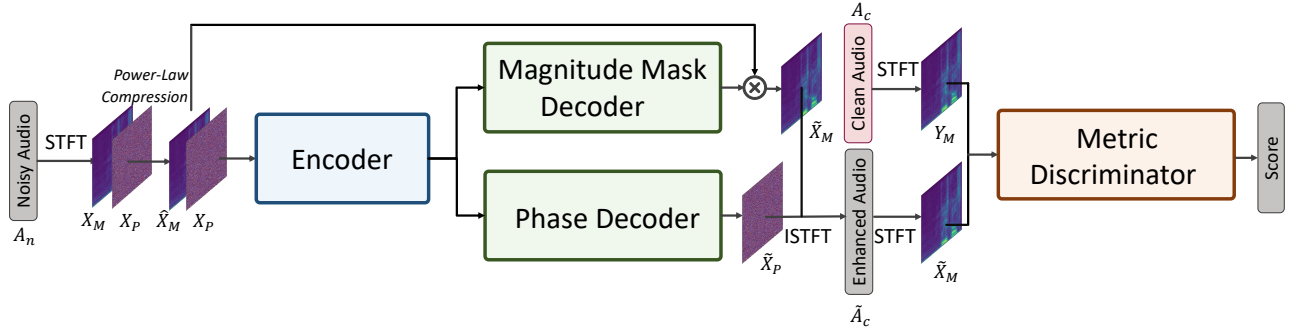 Noisy Audio
A_n
STFT
X_M
X_P
Power-Law
Compression
X̂_M
X_P
Encoder
Magnitude Mask
Decoder
Phase Decoder
X̃_M
X̃_P
ISTFT
A_c
Clean Audio
STFT
Y_M
Enhanced Audio
Ã_c
STFT
X̃_M
Metric
Discriminator
Score